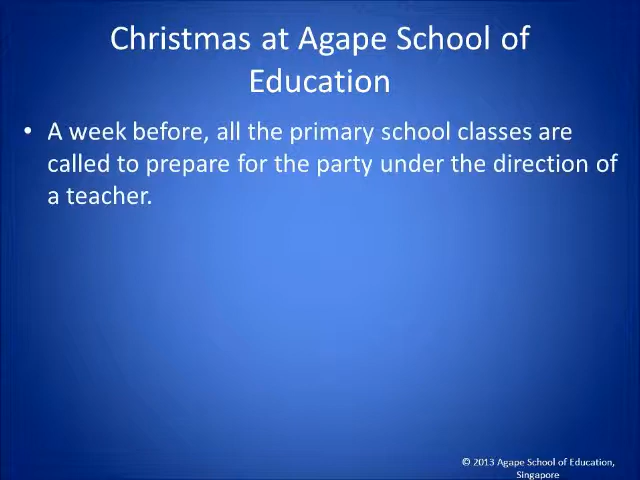 Christmas at Agape School of
Education
• A week before, all the primary school classes are
called to prepare for the party under the direction of
a teacher.
© 2013 Agape School of Education,
Singapore